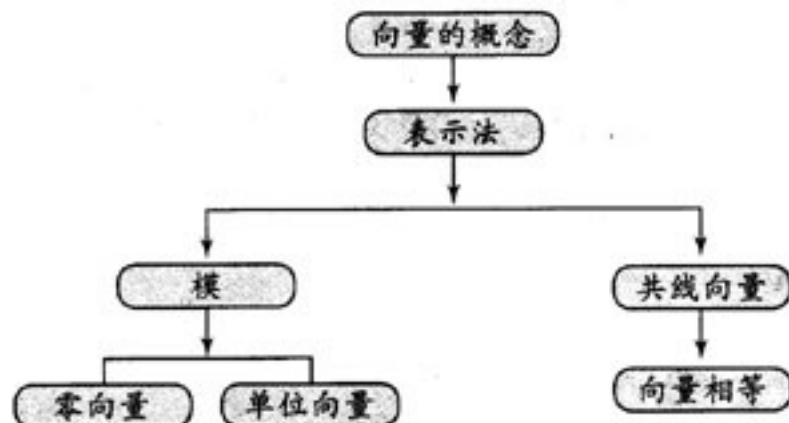 向量的概念
表示法
模
共线向量
零向量
单位向量
向量相等